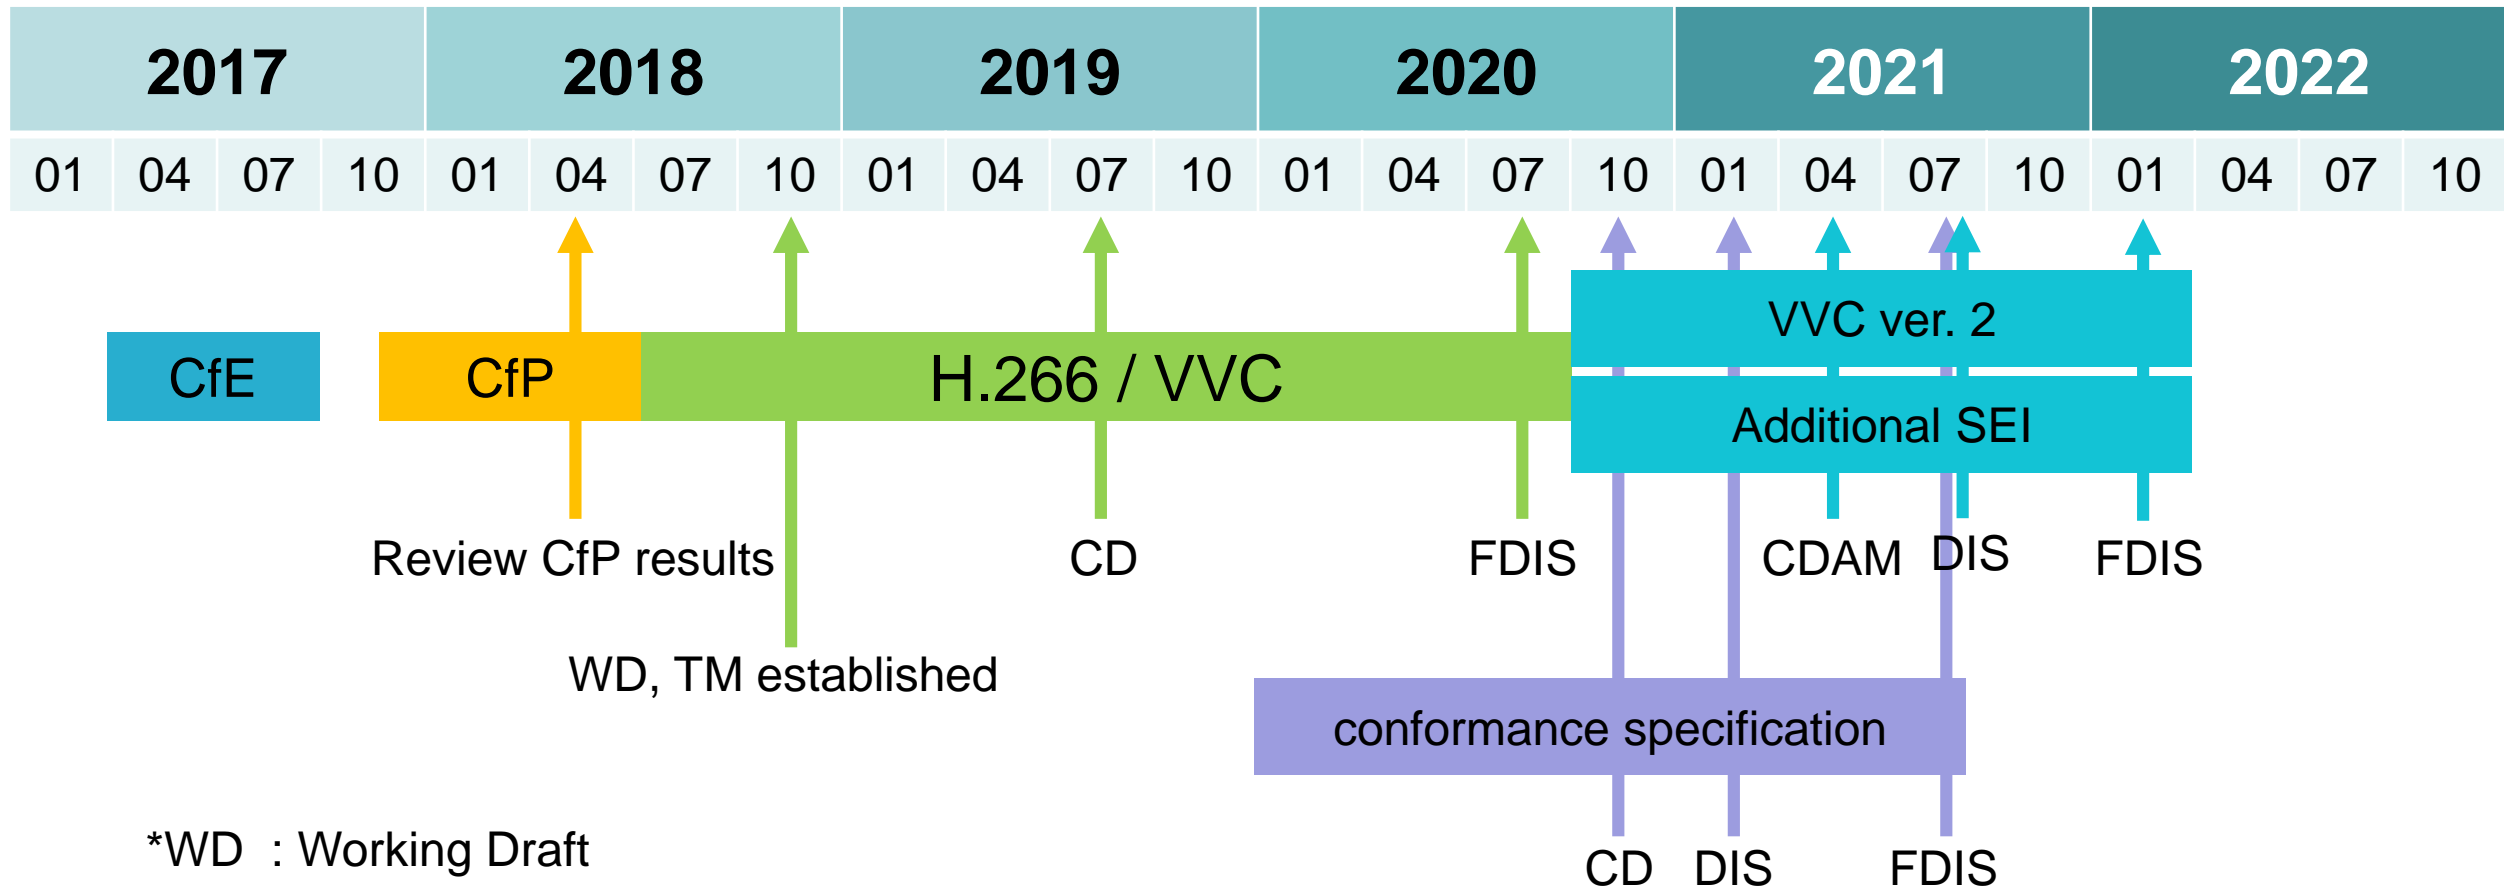 2017 2018 2019 2020 2021 2022
01 04 07 10 01 04 07 10 01 04 07 10 01 04 07 10 01 04 07 10 01 04 07 10
VVC ver. 2
CfE CfP H.266 / VVC
Additional SEI
Review CfP results CD FDIS CDAM DIS FDIS
WD, TM established
conformance specification
*WD : Working Draft
CD DIS FDIS